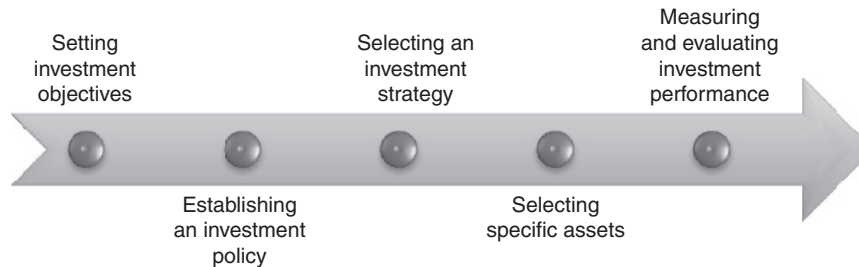 Setting
investment
objectives
Establishing
an investment
policy
Selecting an
investment
strategy
Selecting
specific assets
Measuring
and evaluating
investment
performance